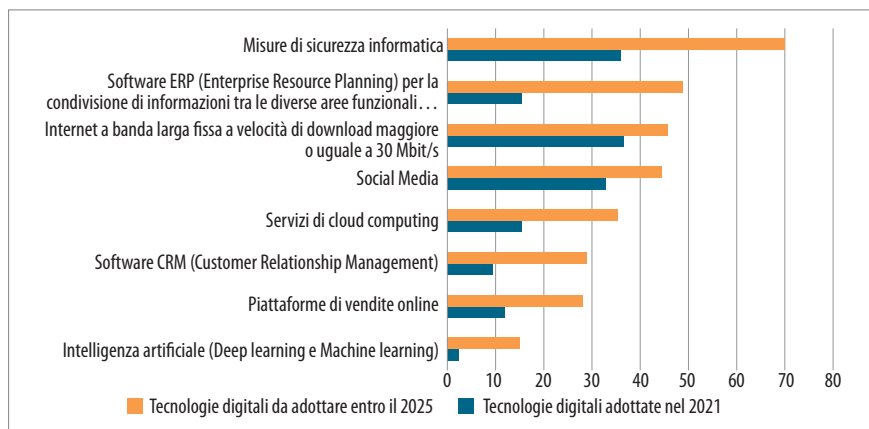 Misure di sicurezza informatica
Software ERP (Enterprise Resource Planning) per la
condivisione di informazioni tra le diverse aree funzionali…
Internet a banda larga fissa a velocità di download maggiore
o uguale a 30 Mbit/s
Social Media
Servizi di cloud computing
Software CRM (Customer Relationship Management)
Piattaforme di vendite online
Intelligenza artificiale (Deep learning e Machine learning)
0 10 20 30 40 50 60 70 80
Tecnologie digitali da adottare entro il 2025 Tecnologie digitali adottate nel 2021